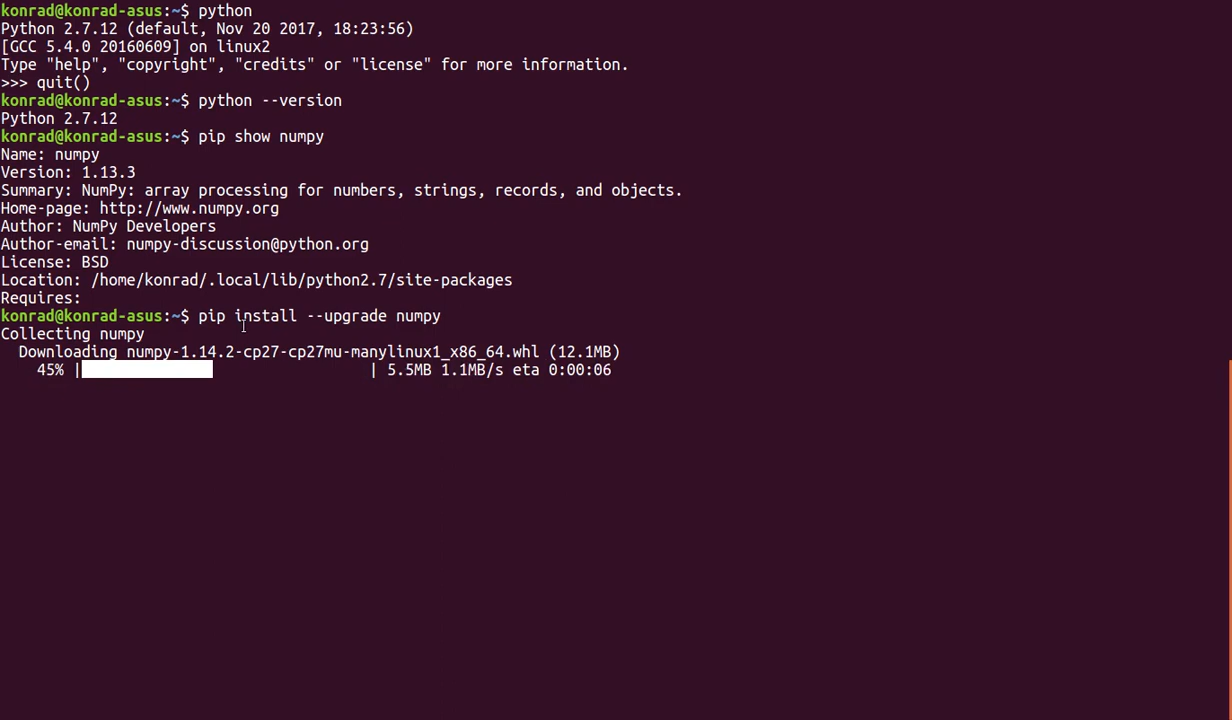 konrad@konrad-asus:~$ python
Python 2.7.12 (default, Nov 20 2017, 18:23:56)
[GCC 5.4.0 20160609] on linux2
Type "help", "copyright", "credits" or "license" for more information.
>>> quit()
konrad@konrad-asus:~$ python --version
Python 2.7.12
konrad@konrad-asus:~$ pip show numpy
Name: numpy
Version: 1.13.3
Summary: NumPy: array processing for numbers, strings, records, and objects.
Home-page: http://www.numpy.org
Author: NumPy Developers
Author-email: numpy-discussion@python.org
License: BSD
Location: /home/konrad/.local/lib/python2.7/site-packages
Requires:
konrad@konrad-asus:~$ pip install --upgrade numpy
Collecting numpy
  Downloading numpy-1.14.2-cp27-cp27mu-manylinux1_x86_64.whl (12.1MB)
    45% |                                | 5.5MB 1.1MB/s eta 0:00:06